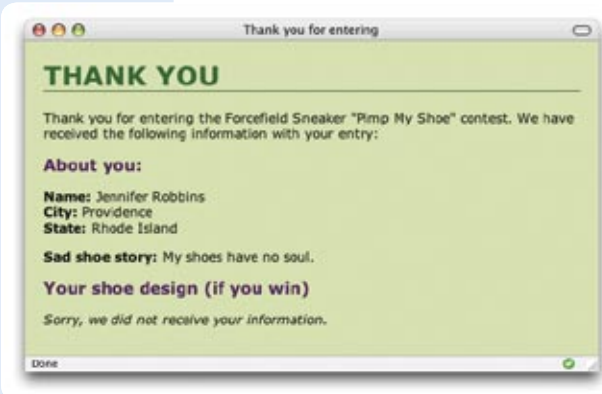 Thank you for entering
THANK YOU
Thank you for entering the Forcefield Sneaker "Pimp My Shoe" contest. We have
received the following information with your entry:
About you:
Name: Jennifer Robbins
City: Providence
State: Rhode Island
Sad shoe story: My shoes have no soul.
Your shoe design (if you win)
Sorry, we did not receive your information.
Done